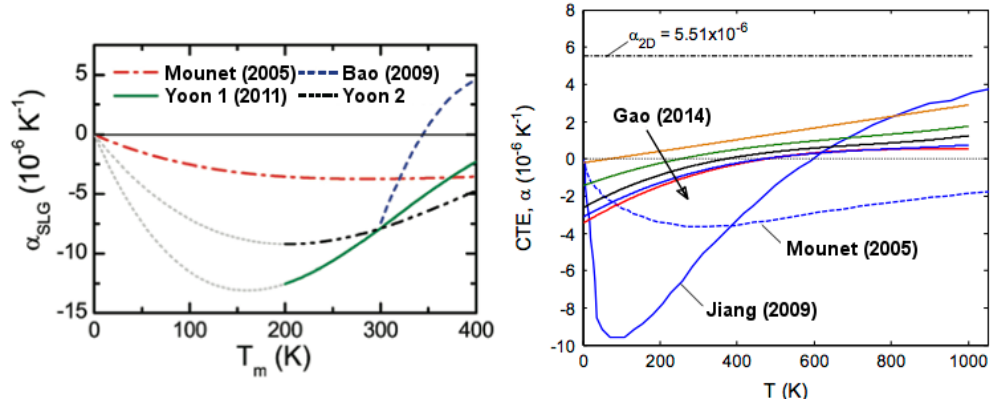 Mounet (2005) Bao (2009)
Yoon 1 (2011) Yoon 2
α_SLG (10⁻⁶ K⁻¹)
5
0
-5
-10
-15
0 100 200 300 400
T_m (K)
8
6
4
2
0
-2
-4
-6
-8
-10
α_2D = 5.51x10⁻⁶
Gao (2014)
Mounet (2005)
Jiang (2009)
CTE, α (10⁻⁶ K⁻¹)
0 200 400 600 800 1000
T (K)